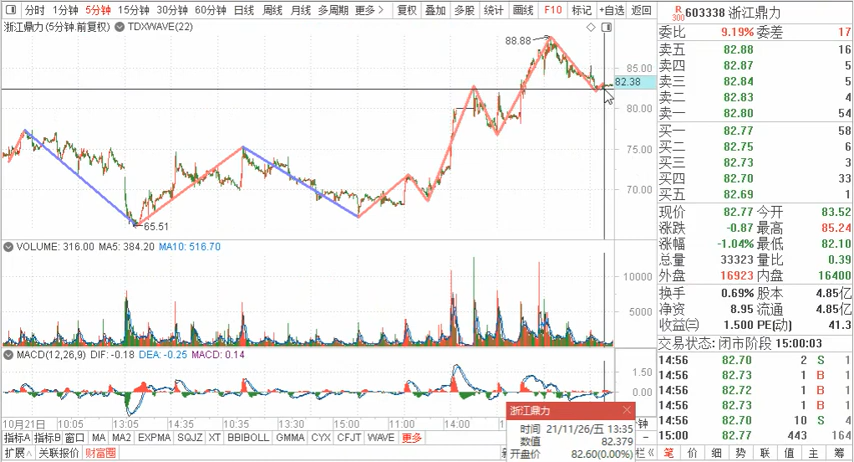 分时 1分钟 5分钟 15分钟 30分钟 60分钟 日线 周线 月线 多周期 更多> 复权 叠加 多股 统计 画线 F10 标记 +自选 返回
R 300 603338 浙江鼎力
浙江鼎力(5分钟.前复权) TDXWAVE(22)
委比 9.19% 委差 17
卖五 82.88 16
卖四 82.87 5
卖三 82.84 5
卖二 82.83 4
卖一 82.80 54
买一 82.77 58
买二 82.75 6
买三 82.73 3
买四 82.70 33
买五 82.69 1
现价 82.77 今开 83.52
涨跌 -0.87 最高 85.24
涨幅 -1.04% 最低 82.10
总量 33323 量比 0.39
外盘 16923 内盘 16400
换手 0.69% 股本 4.85亿
净资 8.95 流通 4.85亿
收益㈢ 1.500 PE(动) 41.3
交易状态: 闭市阶段 15:00:03
14:56 82.70 2 S 1
14:56 82.73 1 B 1
14:56 82.72 1 B 1
14:56 82.73 1 B 1
14:56 82.70 10 S 4
15:00 82.77 443 164
88.88
85.00
82.38
80.00
75.00
70.00
65.51
VOLUME: 316.00 MA5: 384.20 MA10: 516.70
10000
5000
MACD(12,26,9) DIF: -0.18 DEA: -0.25 MACD: 0.14
1.50
0.00
10月21日 10:05 13:05 14:35 10:35 13:30 15:00 11:05 14:05
浙江鼎力
时间 21/11/26/五 13:35
数值 82.379
开盘价 82.60(0.00%)
指标A 指标B 窗口 MA MA2 EXPMA SQJZ XT BBIBOLL GMMA CYX CFJT WAVE 更多
扩展∧ 关联报价 财富圈
笔 价 细 势 联 值 主 筹